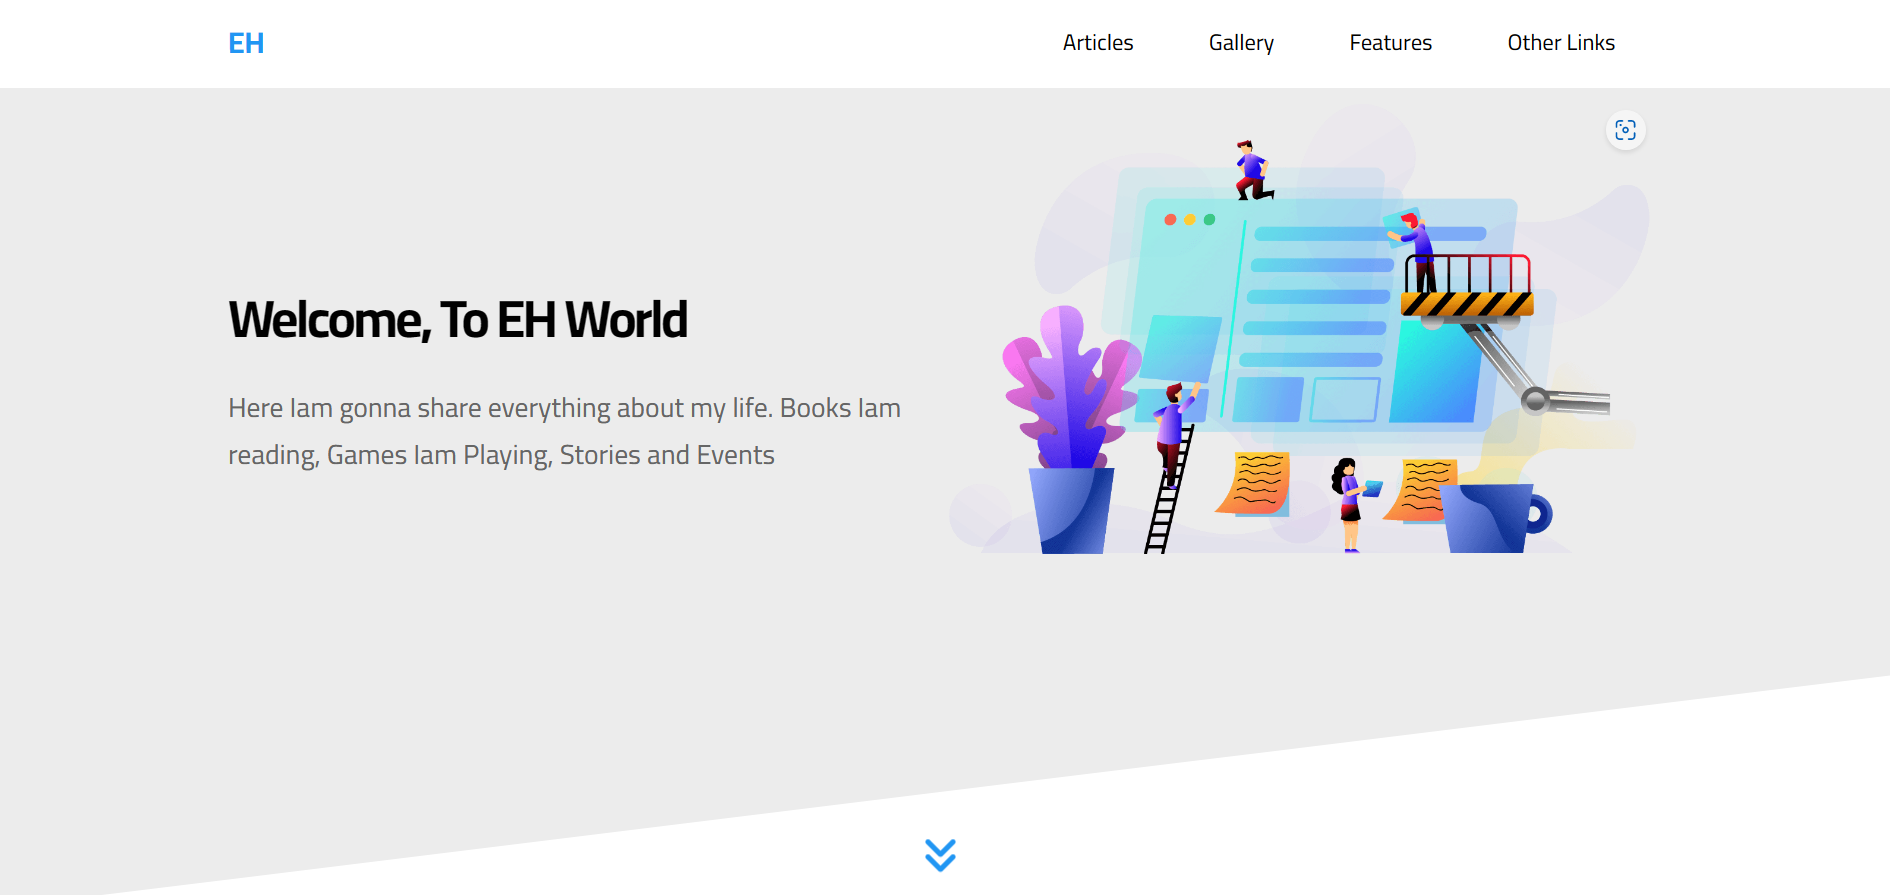 EH
Articles
Gallery
Features
Other Links
Welcome, To EH World
Here Iam gonna share everything about my life. Books Iam
reading, Games Iam Playing, Stories and Events